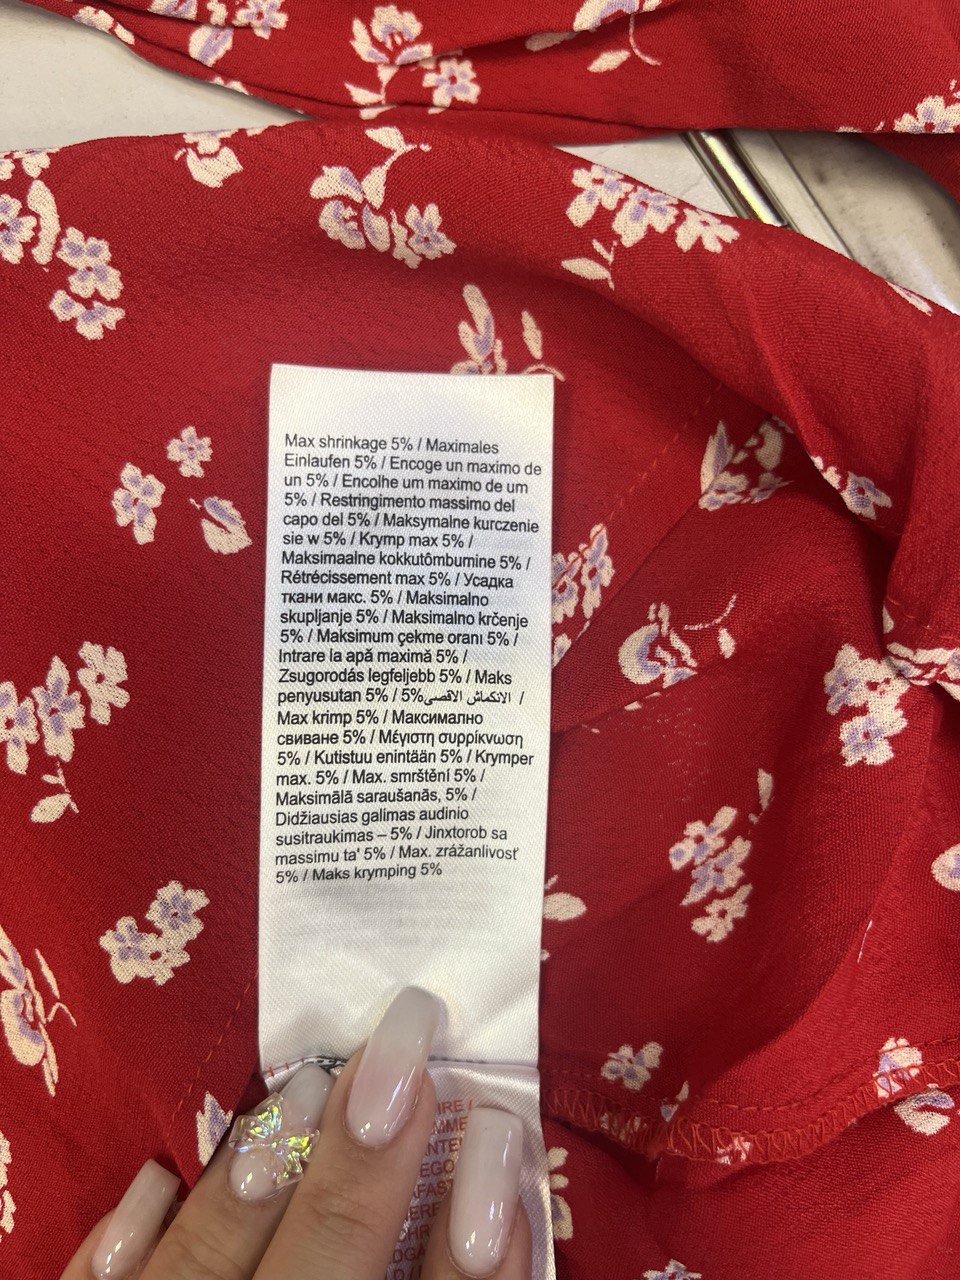 Max shrinkage 5% / Maximales
Einlaufen 5% / Encoge un maximo de
un 5% / Encolhe um maximo de um
5% / Restringimento massimo del
capo del 5% / Maksymalne kurczenie
sie w 5% / Krymp max 5% /
Maksimaalne kokkutõmbumine 5% /
Rétrécissement max 5% / Усадка
ткани макс. 5% / Maksimalno
skupljanje 5% / Maksimalno krčenje
5% / Maksimum çekme oranı 5% /
Intrare la apă maximă 5% /
Zsugorodás legfeljebb 5% / Maks
penyusutan 5% / 5%الانكماش الاقصى /
Max krimp 5% / Максимално
свиване 5% / Μέγιστη συρρίκνωση
5% / Kutistuu enintään 5% / Krymper
max. 5% / Max. smrštění 5% /
Maksimālā saraušanās, 5% /
Didžiausias galimas audinio
susitraukimas – 5% / Jinxtorob sa
massimu ta' 5% / Max. zrážanlivosť
5% / Maks krymping 5%